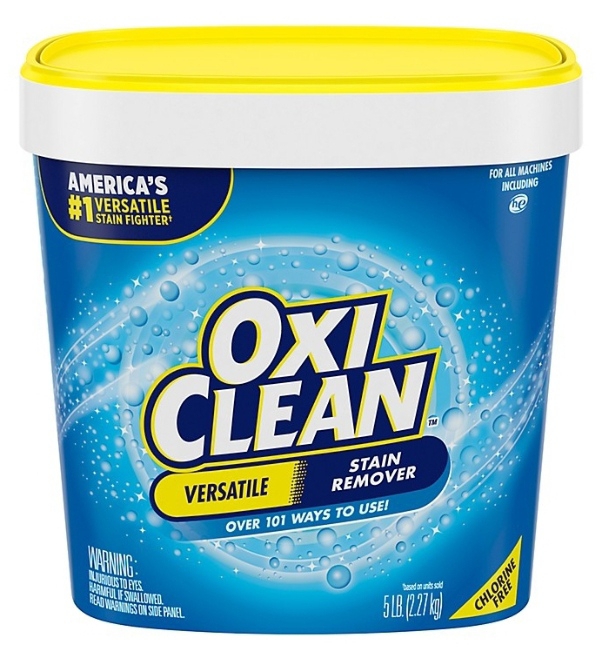 AMERICA'S
#1 VERSATILE
STAIN FIGHTER†
FOR ALL MACHINES
INCLUDING
he
OXI
CLEAN™
VERSATILE
STAIN
REMOVER
OVER 101 WAYS TO USE!
WARNING:
INJURIOUS TO EYES.
HARMFUL IF SWALLOWED.
READ WARNINGS ON SIDE PANEL.
†based on units sold
5 LB. (2.27 kg)
CHLORINE
FREE